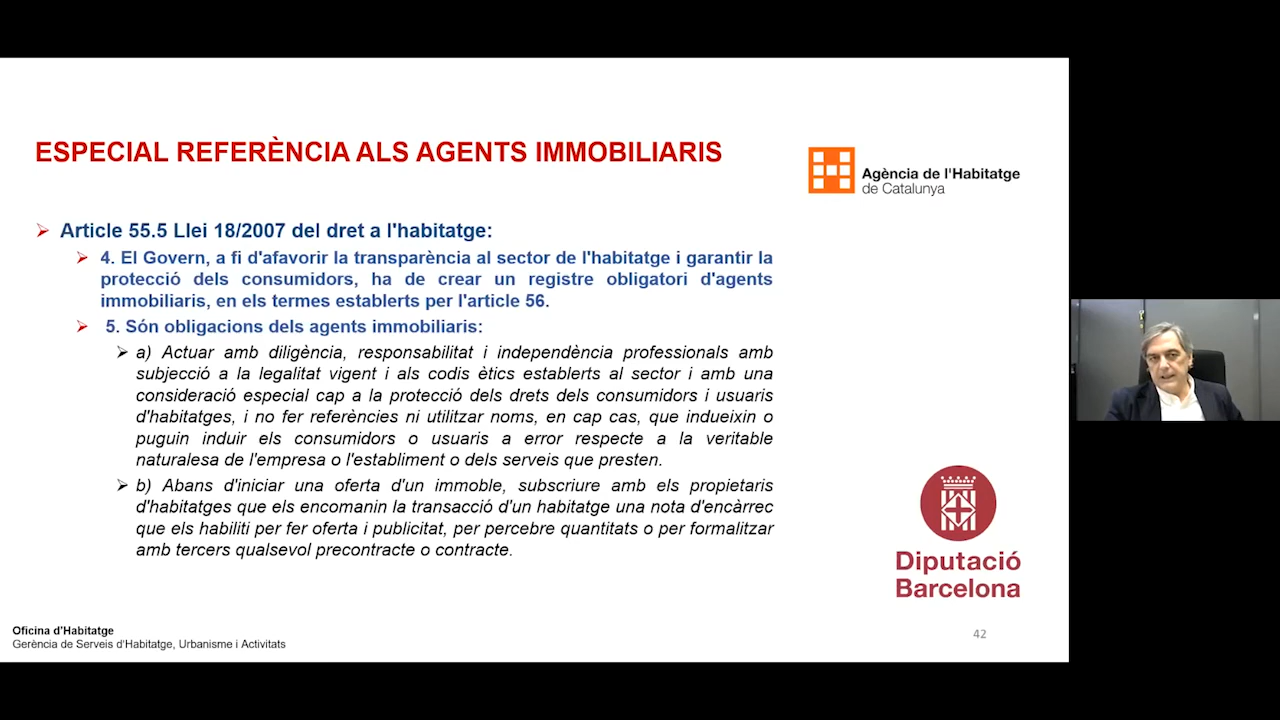 ESPECIAL REFERÈNCIA ALS AGENTS IMMOBILIARIS
Agència de l'Habitatge
de Catalunya
Article 55.5 Llei 18/2007 del dret a l'habitatge:
4. El Govern, a fi d'afavorir la transparència al sector de l'habitatge i garantir la
protecció dels consumidors, ha de crear un registre obligatori d'agents
immobiliaris, en els termes establerts per l'article 56.
5. Són obligacions dels agents immobiliaris:
a) Actuar amb diligència, responsabilitat i independència professionals amb
subjecció a la legalitat vigent i als codis ètics establerts al sector i amb una
consideració especial cap a la protecció dels drets dels consumidors i usuaris
d'habitatges, i no fer referències ni utilitzar noms, en cap cas, que indueixin o
puguin induir els consumidors o usuaris a error respecte a la veritable
naturalesa de l'empresa o l'establiment o dels serveis que presten.
b) Abans d'iniciar una oferta d'un immoble, subscriure amb els propietaris
d'habitatges que els encomanin la transacció d'un habitatge una nota d'encàrrec
que els habiliti per fer oferta i publicitat, per percebre quantitats o per formalitzar
amb tercers qualsevol precontracte o contracte.
Diputació
Barcelona
Oficina d'Habitatge
Gerència de Serveis d'Habitatge, Urbanisme i Activitats
42